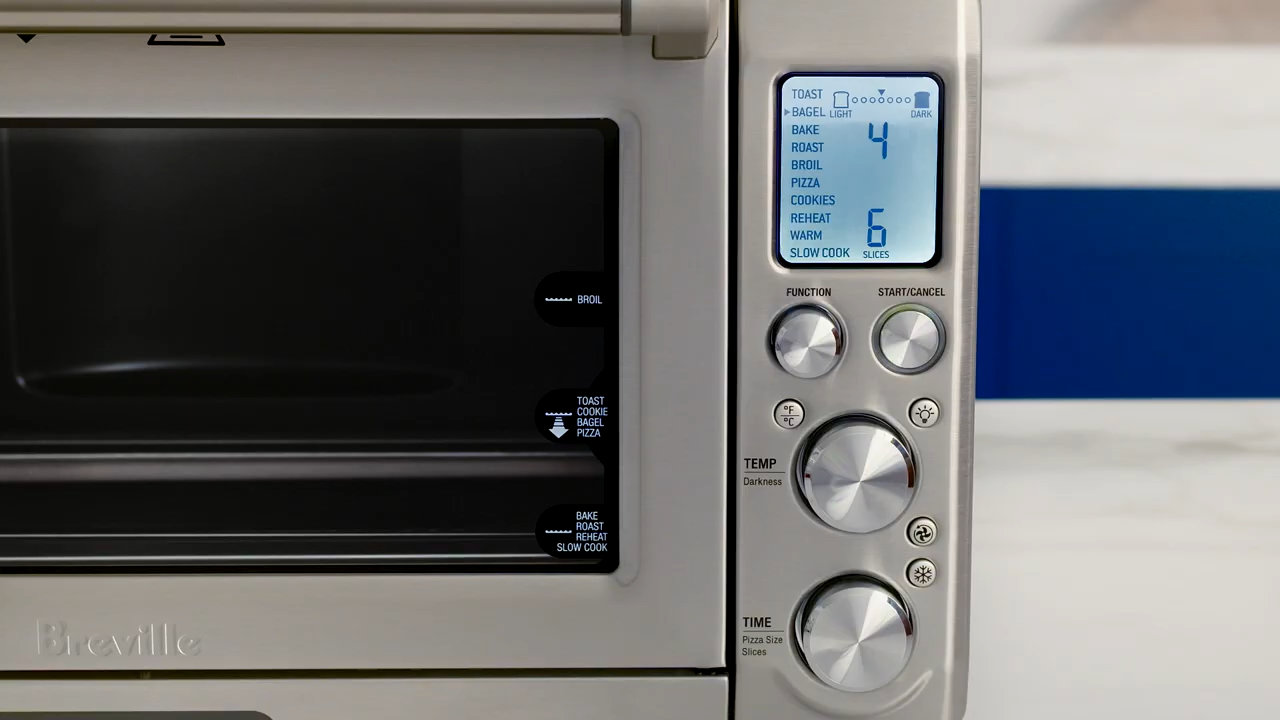 TOAST
BAGEL
LIGHT
DARK
BAKE
4
ROAST
BROIL
PIZZA
COOKIES
REHEAT
6
WARM
SLOW COOK
SLICES
FUNCTION
START/CANCEL
°F
°C
TEMP
Darkness
TIME
Pizza Size
Slices
BROIL
TOAST
COOKIE
BAGEL
PIZZA
BAKE
ROAST
REHEAT
SLOW COOK
Breville